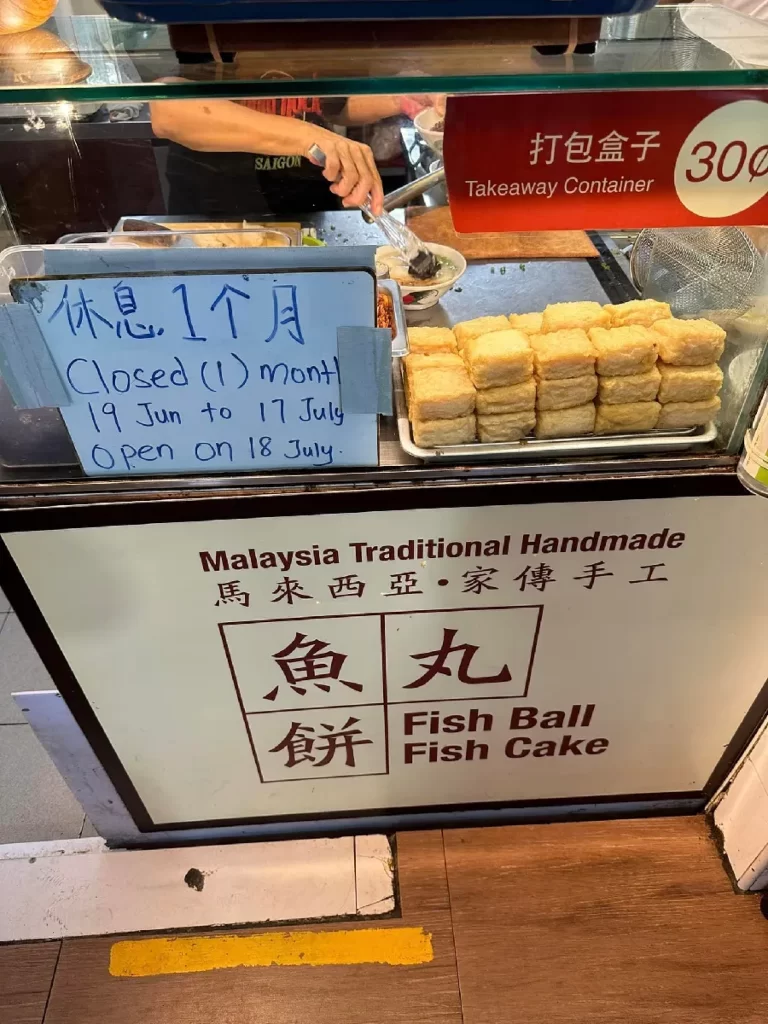 SAIGON
打包盒子
Takeaway Container
30¢
休息1个月
Closed (1) month
19 Jun to 17 July
Open on 18 July.
Malaysia Traditional Handmade
馬來西亞•家傳手工
魚丸
餅
Fish Ball
Fish Cake